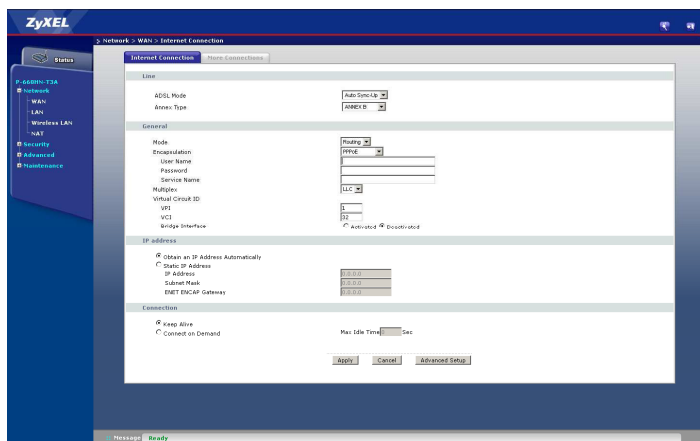 ZyXEL
Network > WAN > Internet Connection
Status
Internet Connection
More Connections
P-660HN-T3A
Network
WAN
LAN
Wireless LAN
NAT
Security
Advanced
Maintenance
Line
ADSL Mode
Auto Sync-Up
Annex Type
ANNEX B
General
Mode
Routing
Encapsulation
PPPoE
User Name
Password
Service Name
Multiplex
LLC
Virtual Circuit ID
VPI
1
VCI
32
Bridge Interface
Activated Deactivated
IP address
Obtain an IP Address Automatically
Static IP Address
IP Address
0.0.0.0
Subnet Mask
0.0.0.0
ENET ENCAP Gateway
0.0.0.0
Connection
Keep Alive
Connect on Demand
Max Idle Time 0 Sec
Apply
Cancel
Advanced Setup
Message
Ready